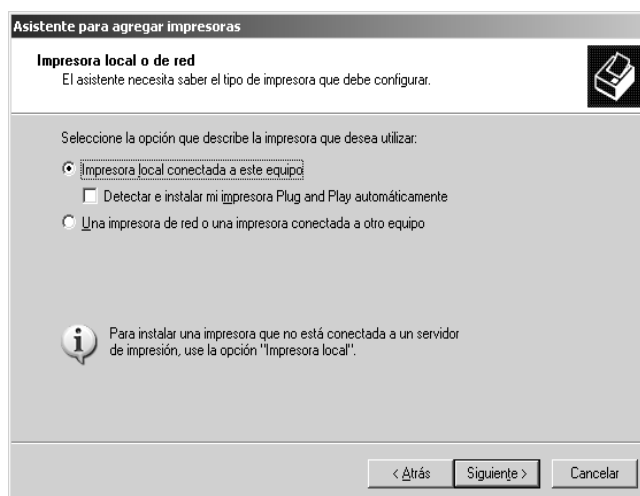 Asistente para agregar impresoras
Impresora local o de red
El asistente necesita saber el tipo de impresora que debe configurar.
Seleccione la opción que describe la impresora que desea utilizar:
Impresora local conectada a este equipo
Detectar e instalar mi impresora Plug and Play automáticamente
Una impresora de red o una impresora conectada a otro equipo
Para instalar una impresora que no está conectada a un servidor
de impresión, use la opción "Impresora local".
< Atrás Siguiente > Cancelar